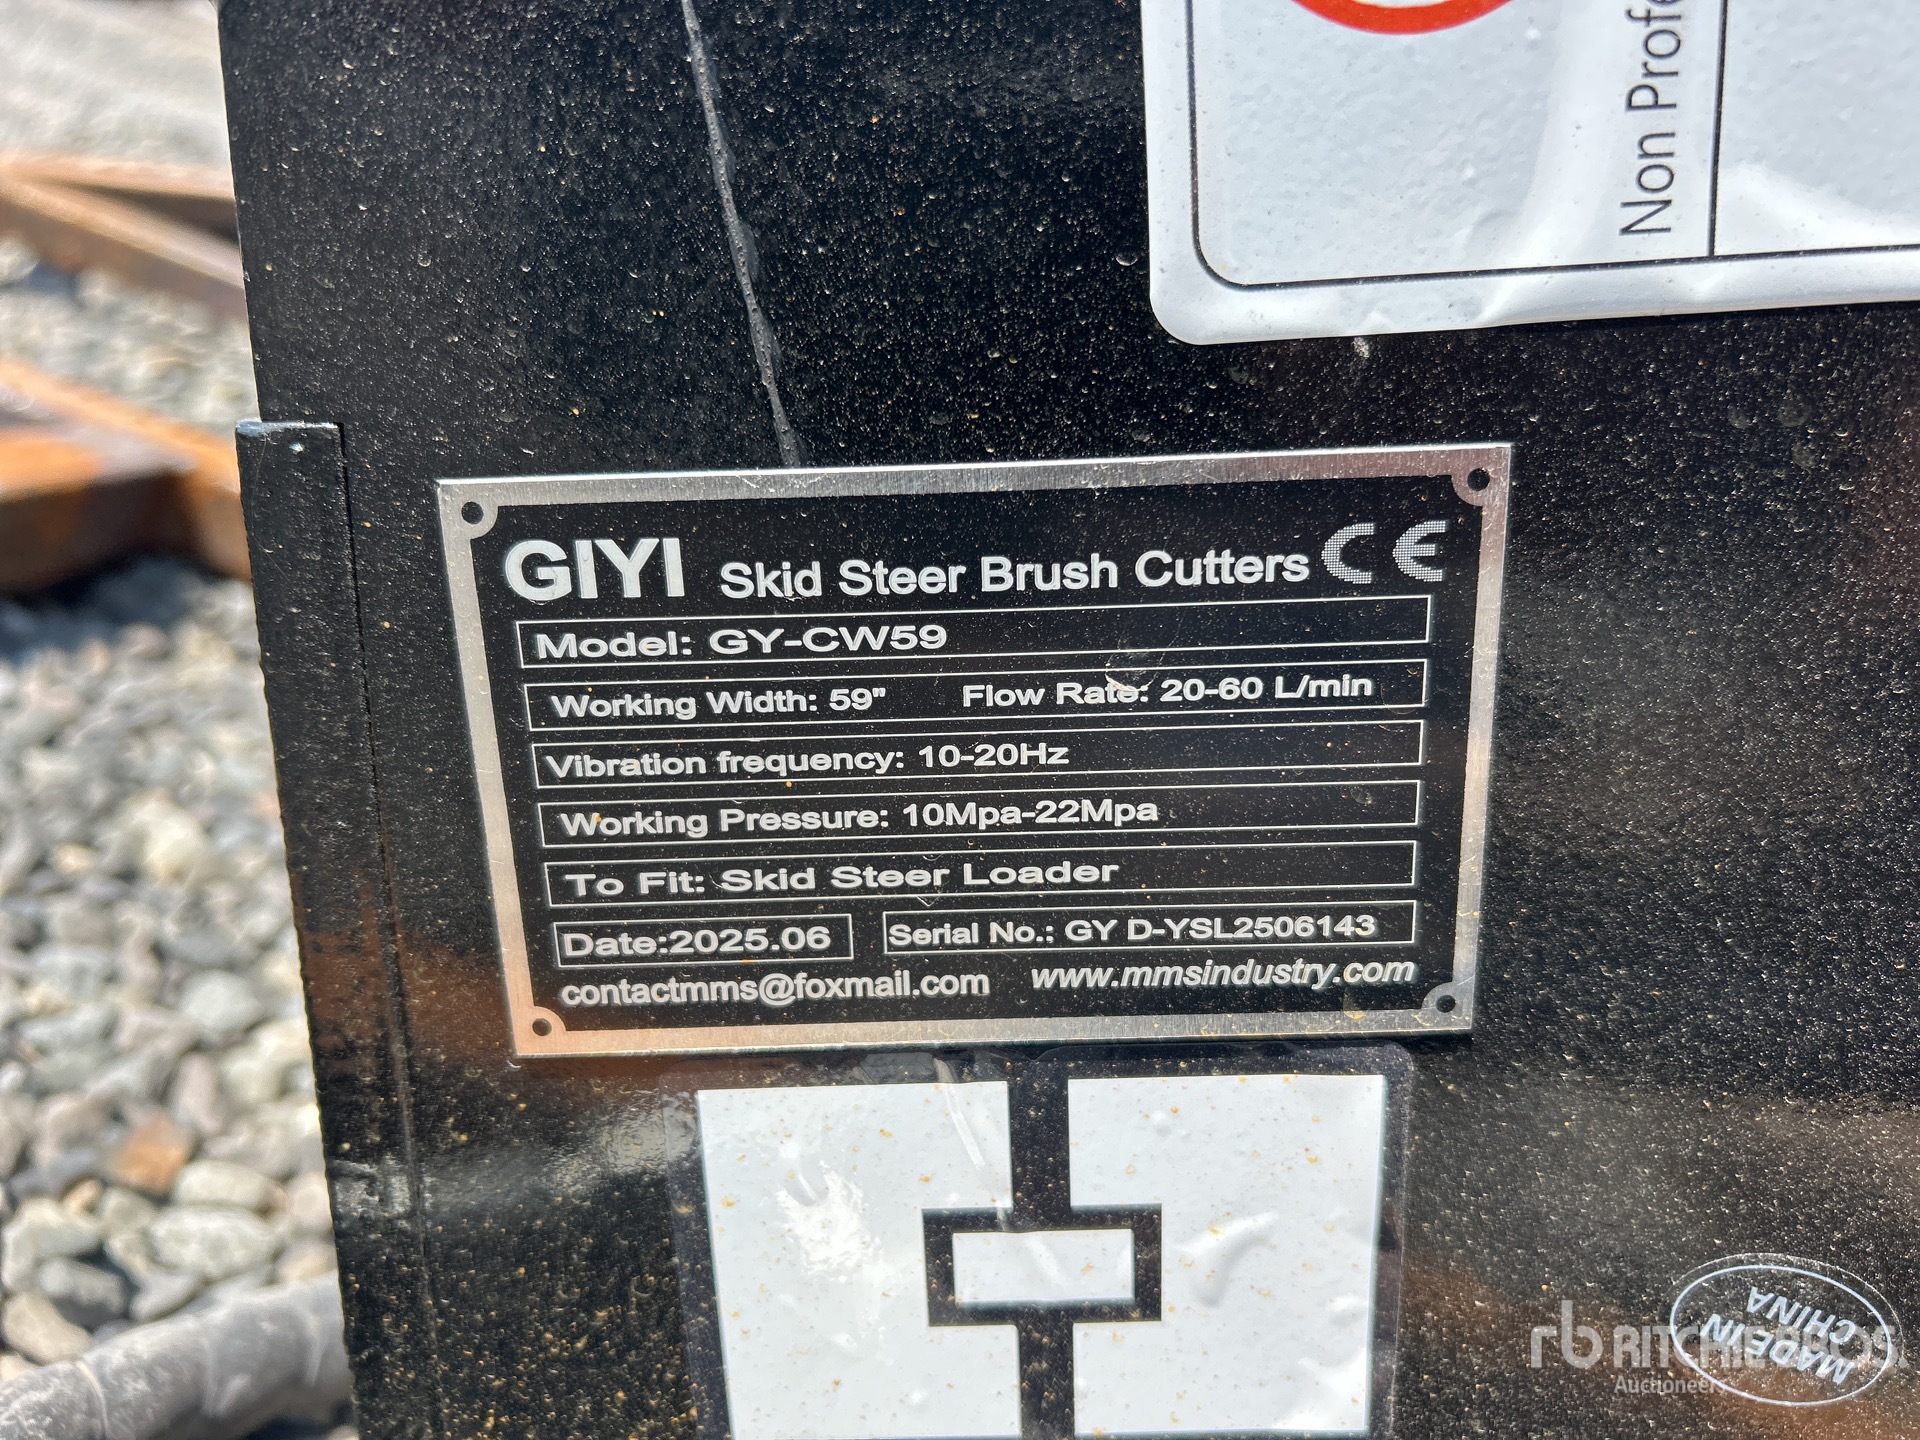 Non
GIYI Skid Steer Brush Cutters CE
Model: GY-CW59
Working Width: 59" Flow Rate: 20-60 L/min
Vibration frequency: 10-20Hz
Working Pressure: 10Mpa-22Mpa
To Fit: Skid Steer Loader
Date:2025.06 Serial No.: GY D-YSL2506143
contactmms@foxmail.com www.mmsindustry.com
MADE IN
CHINA
rb RITCHIE BROS.
Auctioneers